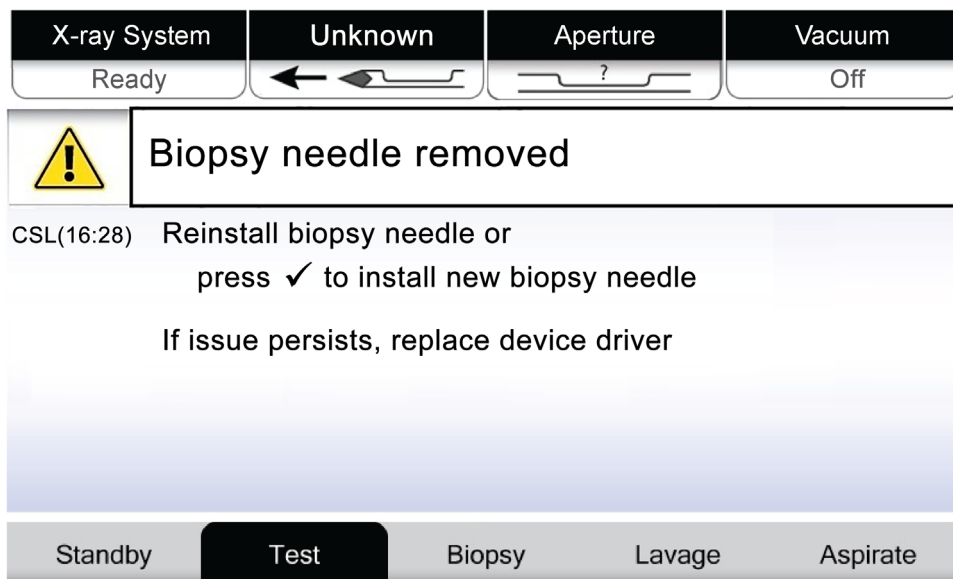 X-ray System
Unknown
Aperture
Vacuum
Ready
?
Off
Biopsy needle removed
CSL(16:28) Reinstall biopsy needle or
press ✓ to install new biopsy needle
If issue persists, replace device driver
Standby
Test
Biopsy
Lavage
Aspirate